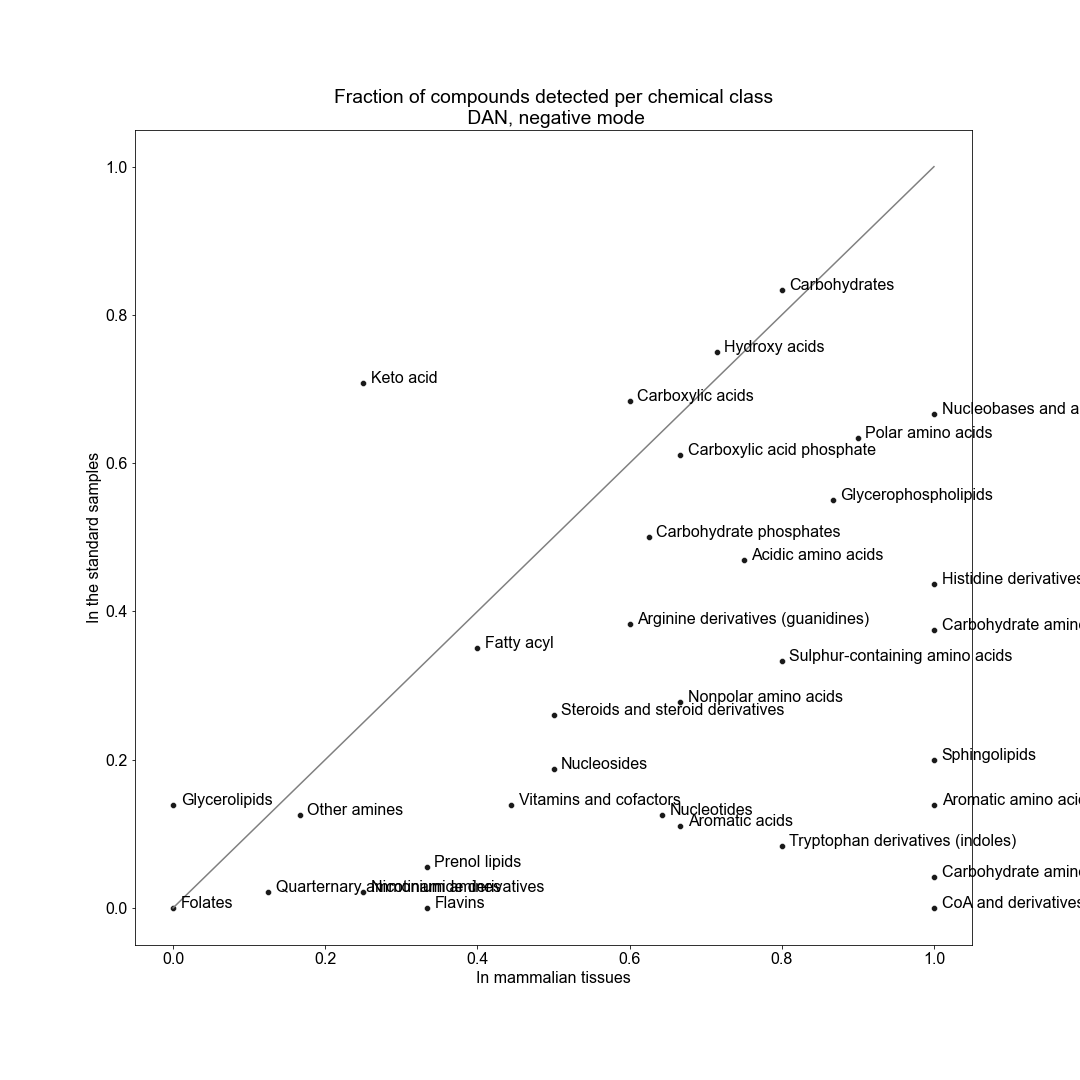 Fraction of compounds detected per chemical class
DAN, negative mode
1.0
0.8
0.6
0.4
0.2
0.0
In the standard samples
Carbohydrates
Hydroxy acids
Keto acid
Carboxylic acids
Nucleobases and a
Polar amino acids
Carboxylic acid phosphate
Glycerophospholipids
Carbohydrate phosphates
Acidic amino acids
Histidine derivatives
Arginine derivatives (guanidines)
Carbohydrate amin
Fatty acyl
Sulphur-containing amino acids
Nonpolar amino acids
Steroids and steroid derivatives
Sphingolipids
Nucleosides
Glycerolipids
Vitamins and cofactors
Aromatic amino aci
Other amines
Nucleotides
Aromatic acids
Tryptophan derivatives (indoles)
Prenol lipids
Carbohydrate amin
Quarternary ammonium amines
Nicotinamide derivatives
Folates
Flavins
CoA and derivatives
0.0 0.2 0.4 0.6 0.8 1.0
In mammalian tissues